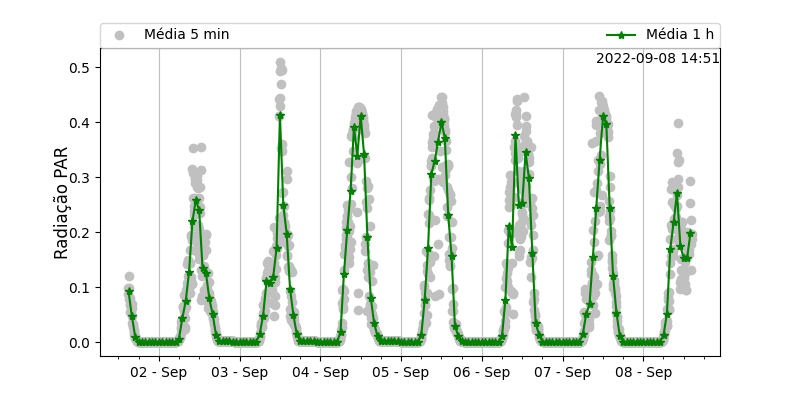 Média 5 min
Média 1 h
2022-09-08 14:51
Radiação PAR
0.5
0.4
0.3
0.2
0.1
0.0
02 - Sep
03 - Sep
04 - Sep
05 - Sep
06 - Sep
07 - Sep
08 - Sep